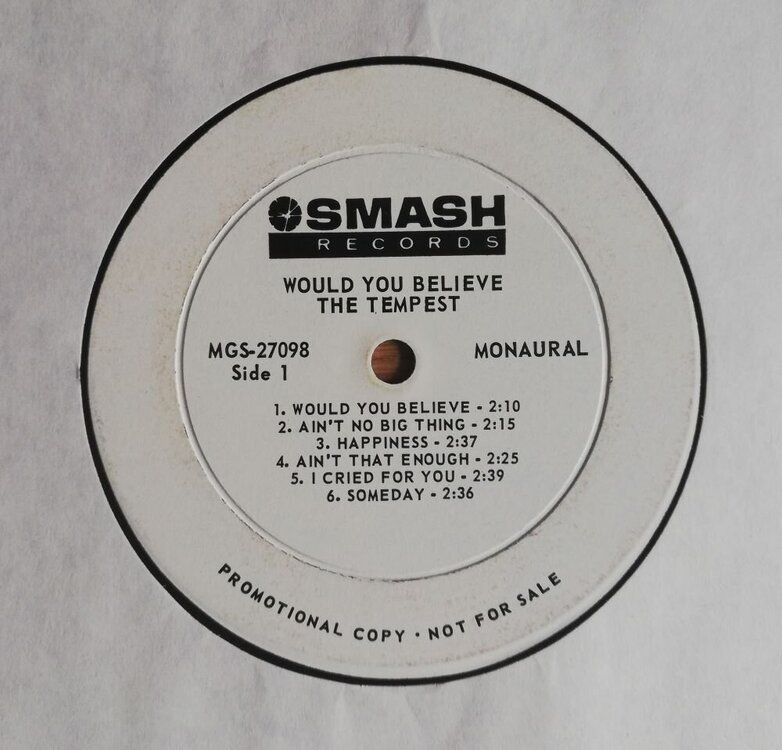 SMASH
RECORDS
WOULD YOU BELIEVE
THE TEMPEST
MGS-27098
Side 1
MONAURAL
1. WOULD YOU BELIEVE - 2:10
2. AIN'T NO BIG THING - 2:15
3. HAPPINESS - 2:37
4. AIN'T THAT ENOUGH - 2:25
5. I CRIED FOR YOU - 2:39
6. SOMEDAY - 2:36
PROMOTIONAL COPY · NOT FOR SALE